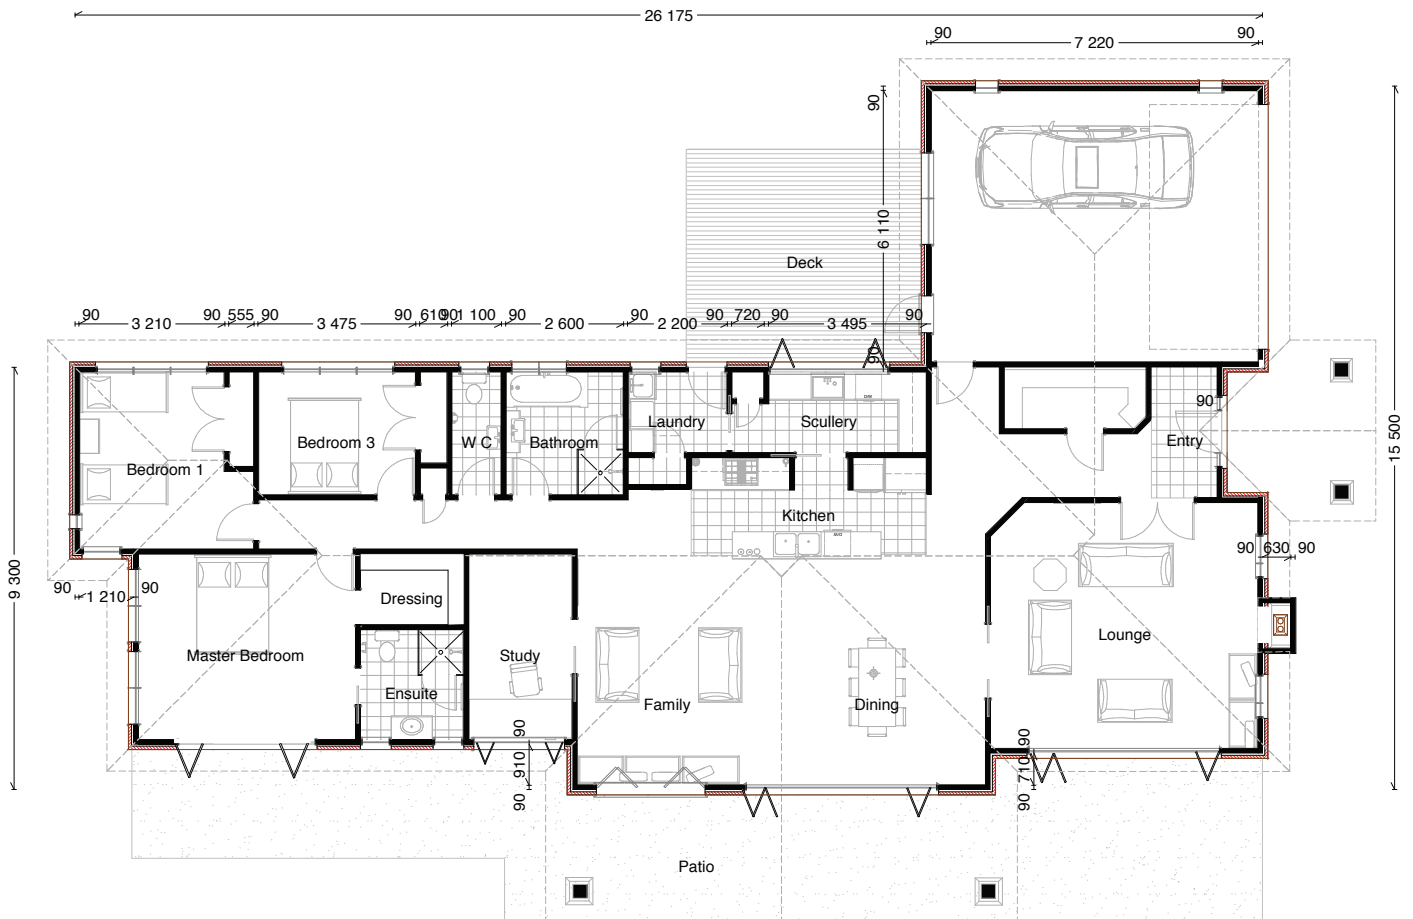 26 175
90 7 220 90
90
6 110
90
15 500
Deck
90 3 210 90 555 90 3 475 90 610 90 1 100 90 2 600 90 2 200 90 720 90 3 495 90
Bedroom 1
Bedroom 3
W C
Bathroom
Laundry
Scullery
90
Entry
Kitchen
9 300
90 1 210 90
90 630 90
Master Bedroom
Dressing
Ensuite
Study
Family
Dining
Lounge
90
910
90
90
710
90
Patio